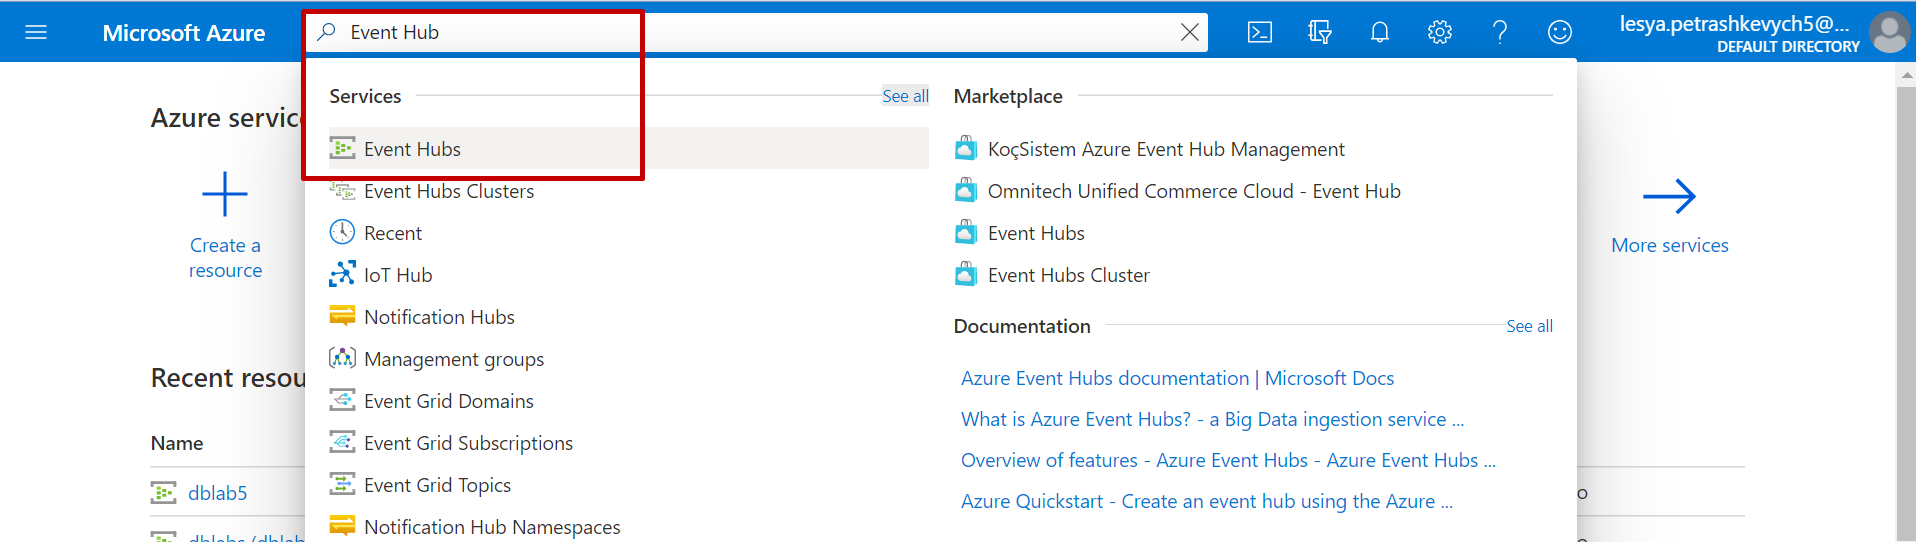 Microsoft Azure
Event Hub
lesya.petrashkevych5@...
DEFAULT DIRECTORY
Azure servic
Create a
resource
More services
Recent resou
Name
dblab5
Services
See all
Event Hubs
Event Hubs Clusters
Recent
IoT Hub
Notification Hubs
Management groups
Event Grid Domains
Event Grid Subscriptions
Event Grid Topics
Notification Hub Namespaces
Marketplace
KoçSistem Azure Event Hub Management
Omnitech Unified Commerce Cloud - Event Hub
Event Hubs
Event Hubs Cluster
Documentation
See all
Azure Event Hubs documentation | Microsoft Docs
What is Azure Event Hubs? - a Big Data ingestion service ...
Overview of features - Azure Event Hubs - Azure Event Hubs ...
Azure Quickstart - Create an event hub using the Azure ...